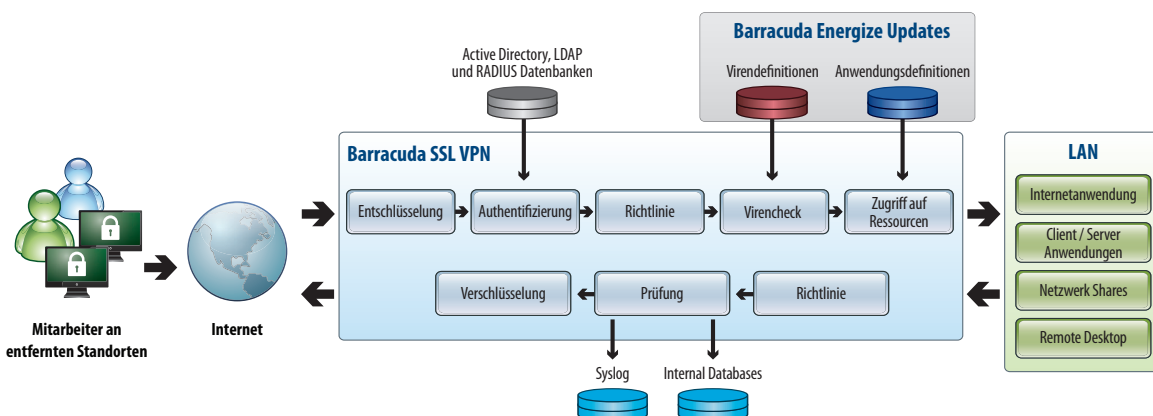 Barracuda Energize Updates
Active Directory, LDAP
und RADIUS Datenbanken
Virendefinitionen
Anwendungsdefinitionen
Barracuda SSL VPN
LAN
Entschlüsselung
Authentifizierung
Richtlinie
Virencheck
Zugriff auf
Ressourcen
Internetanwendung
Client / Server
Anwendungen
Netzwerk Shares
Remote Desktop
Verschlüsselung
Prüfung
Richtlinie
Mitarbeiter an
entfernten Standorten
Internet
Syslog
Internal Databases